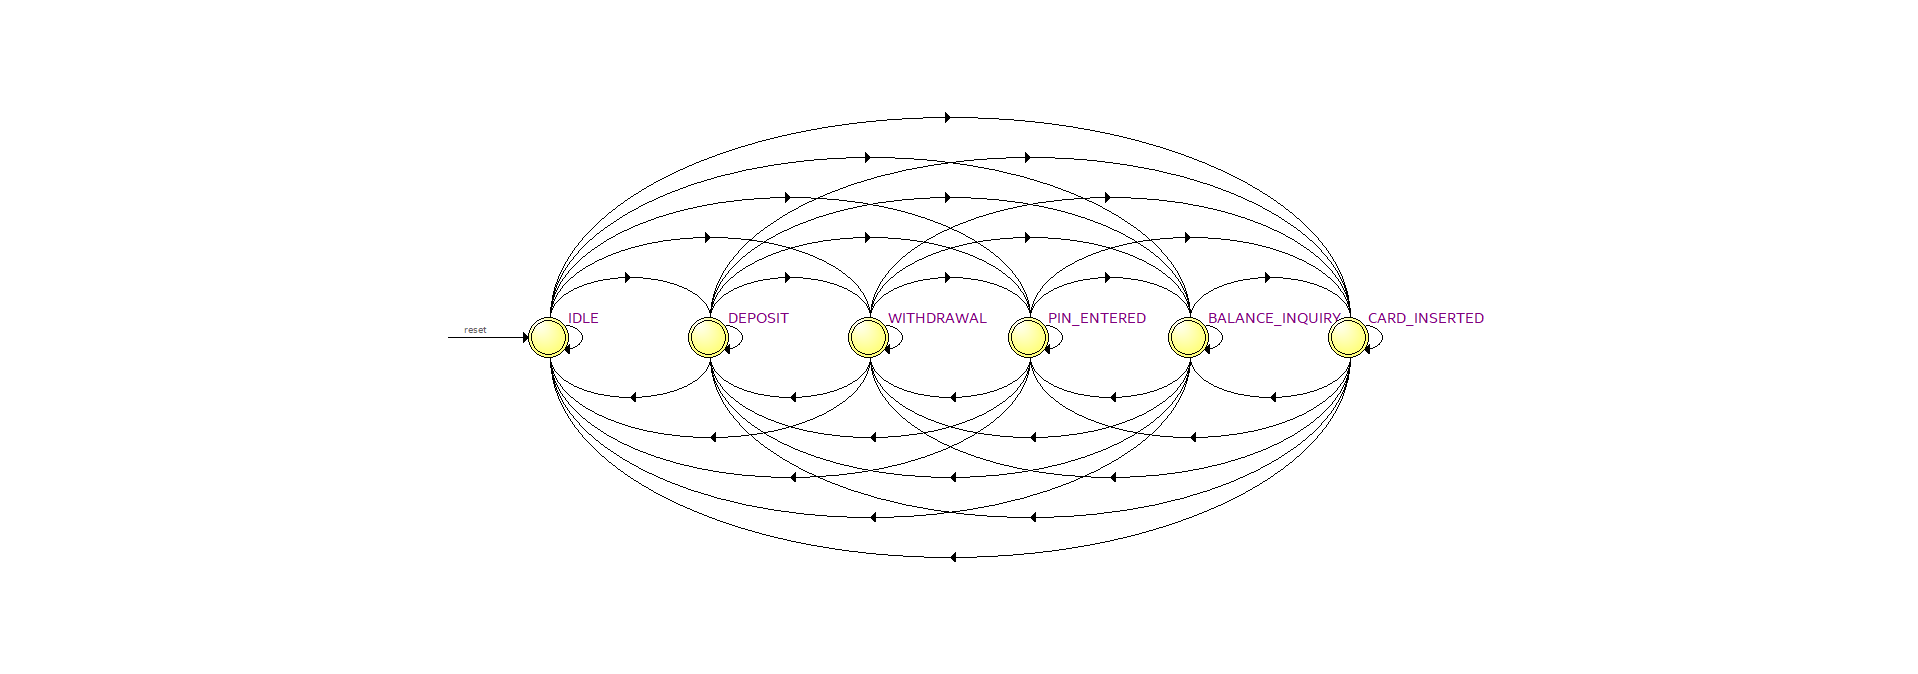 IDLE
DEPOSIT
WITHDRAWAL
PIN_ENTERED
BALANCE_INQUIRY
CARD_INSERTED
reset